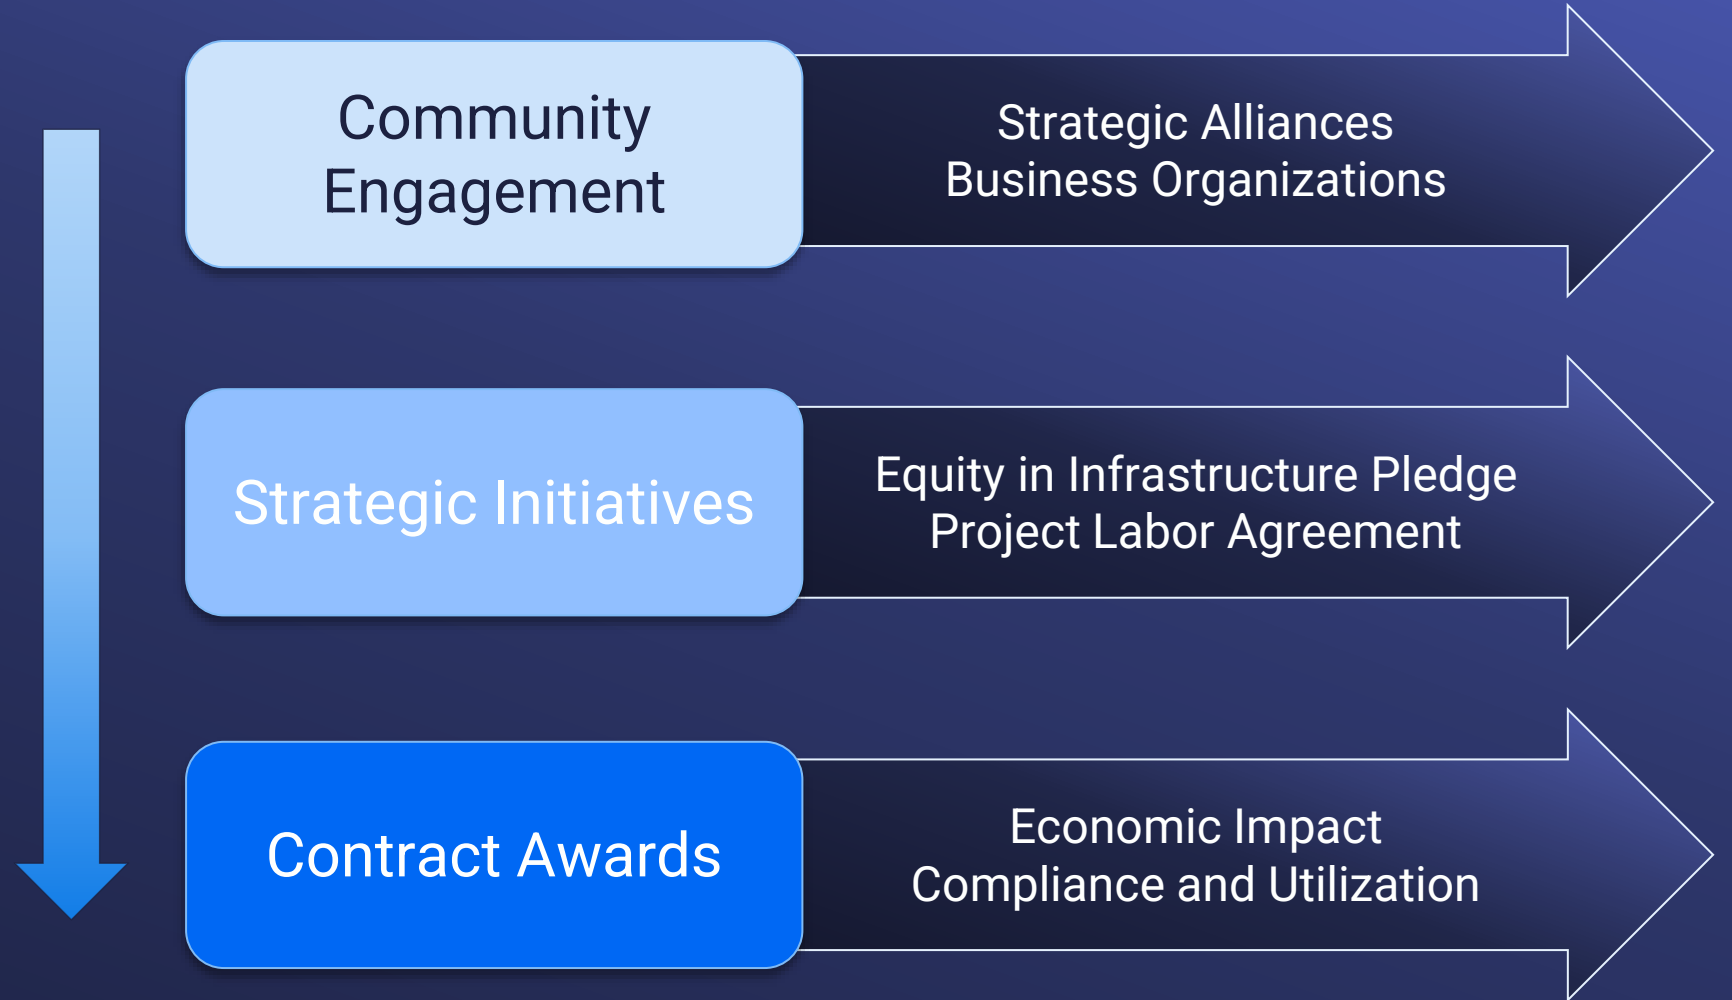 Community
Engagement
Strategic Alliances
Business Organizations
Strategic Initiatives
Equity in Infrastructure Pledge
Project Labor Agreement
Contract Awards
Economic Impact
Compliance and Utilization